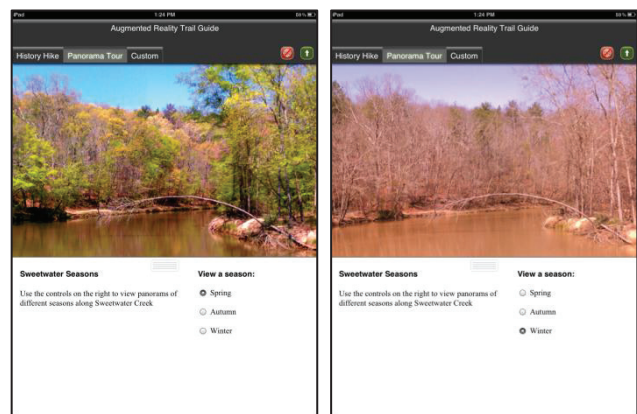 iPad 1:24 PM
Augmented Reality Trail Guide
History Hike Panorama Tour Custom
Sweetwater Seasons
Use the controls on the right to view panorams of
different seasons along Sweetwater Creek
View a season:
Spring
Autumn
Winter
iPad 1:24 PM
Augmented Reality Trail Guide
History Hike Panorama Tour Custom
Sweetwater Seasons
Use the controls on the right to view panorams of
different seasons along Sweetwater Creek
View a season:
Spring
Autumn
Winter